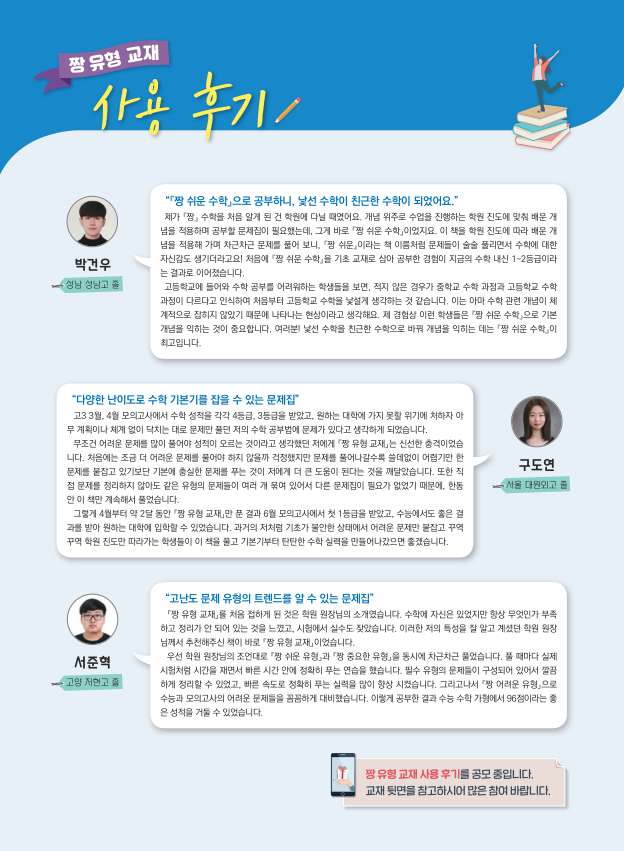 짱 유형 교재
사용 후기
“『짱 쉬운 수학』으로 공부하니, 낯선 수학이 친근한 수학이 되었어요.”
제가 『짱』 수학을 처음 알게 된 건 학원에 다닐 때였어요. 개념 위주로 수업을 진행하는 학원 진도에 맞춰 배운 개
념을 적용하며 공부할 문제집이 필요했는데, 그게 바로 『짱 쉬운 수학』이었지요. 이 책을 학원 진도에 따라 배운 개
념을 적용해 가며 차근차근 문제를 풀어 보니, 『짱 쉬운』이라는 책 이름처럼 문제들이 술술 풀리면서 수학에 대한
자신감도 생기더라고요! 처음에 『짱 쉬운 수학』을 기초 교재로 삼아 공부한 경험이 지금의 수학 내신 1~2등급이라
는 결과로 이어졌습니다.
고등학교에 들어와 수학 공부를 어려워하는 학생들을 보면, 적지 않은 경우가 중학교 수학 과정과 고등학교 수학
과정이 다르다고 인식하여 처음부터 고등학교 수학을 낯설게 생각하는 것 같습니다. 이는 아마 수학 관련 개념이 체
계적으로 잡히지 않았기 때문에 나타나는 현상이라고 생각해요. 제 경험상 이런 학생들은 『짱 쉬운 수학』으로 기본
개념을 익히는 것이 중요합니다. 여러분! 낯선 수학을 친근한 수학으로 바꿔 개념을 익히는 데는 『짱 쉬운 수학』이
최고입니다.
박건우
성남 성남고 졸
“다양한 난이도로 수학 기본기를 잡을 수 있는 문제집”
고3 3월, 4월 모의고사에서 수학 성적을 각각 4등급, 3등급을 받았고, 원하는 대학에 가지 못할 위기에 처하자 아
무 계획이나 체계 없이 닥치는 대로 문제만 풀던 저의 수학 공부법에 문제가 있다고 생각하게 되었습니다.
무조건 어려운 문제를 많이 풀어야 성적이 오르는 것이라고 생각했던 저에게 『짱 유형 교재』는 신선한 충격이었습
니다. 처음에는 조금 더 어려운 문제를 풀어야 하지 않을까 걱정했지만 문제를 풀어나갈수록 쓸데없이 어렵기만 한
문제를 붙잡고 있기보단 기본에 충실한 문제를 푸는 것이 저에게 더 큰 도움이 된다는 것을 깨달았습니다. 또한 직
접 문제를 정리하지 않아도 같은 유형의 문제들이 여러 개 묶여 있어서 다른 문제집이 필요가 없었기 때문에, 한동
안 이 책만 계속해서 풀었습니다.
그렇게 4월부터 약 2달 동안 『짱 유형 교재』만 푼 결과 6월 모의고사에서 첫 1등급을 받았고, 수능에서도 좋은 결
과를 받아 원하는 대학에 입학할 수 있었습니다. 과거의 저처럼 기초가 불안한 상태에서 어려운 문제만 붙잡고 꾸역
꾸역 학원 진도만 따라가는 학생들이 이 책을 풀고 기본기부터 탄탄한 수학 실력을 만들어나갔으면 좋겠습니다.
구도연
서울 대원외고 졸
“고난도 문제 유형의 트렌드를 알 수 있는 문제집”
『짱 유형 교재』를 처음 접하게 된 것은 학원 원장님의 소개였습니다. 수학에 자신은 있었지만 항상 무엇인가 부족
하고 정리가 안 되어 있는 것을 느꼈고, 시험에서 실수도 잦았습니다. 이러한 저의 특성을 잘 알고 계셨던 학원 원장
님께서 추천해주신 책이 바로 『짱 유형 교재』였습니다.
우선 학원 원장님의 조언대로 『짱 쉬운 유형』과 『짱 중요한 유형』을 동시에 차근차근 풀었습니다. 풀 때마다 실제
시험처럼 시간을 재면서 빠른 시간 안에 정확히 푸는 연습을 했습니다. 필수 유형의 문제들이 구성되어 있어서 깔끔
하게 정리할 수 있었고, 빠른 속도로 정확히 푸는 실력을 많이 향상 시켰습니다. 그리고나서 『짱 어려운 유형』으로
수능과 모의고사의 어려운 문제들을 꼼꼼하게 대비했습니다. 이렇게 공부한 결과 수능 수학 가형에서 96점이라는 좋
은 성적을 거둘 수 있었습니다.
서준혁
고양 저현고 졸
짱 유형 교재 사용 후기를 공모 중입니다.
교재 뒷면을 참고하시어 많은 참여 바랍니다.